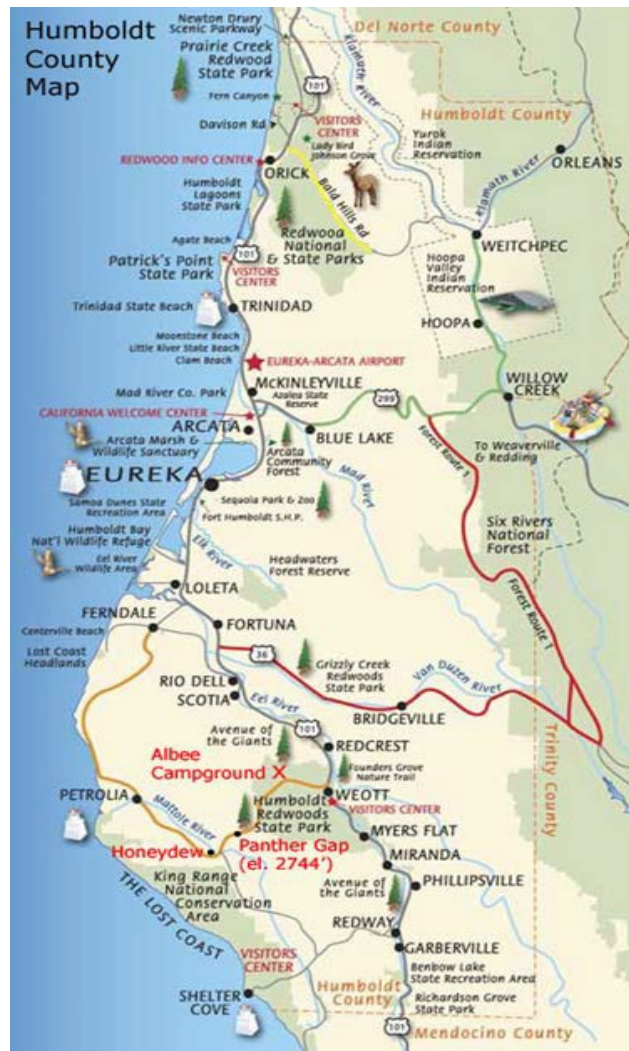 Humboldt
County
Map
Newton Drury
Scenic Parkway
Del Norte County
Prairie Creek
Redwood
State Park
Klamath River
101
Humboldt County
Fern Canyon
VISITORS
CENTER
Davison Rd
Lady Bird
Johnson Grove
Yurok
Indian
Reservation
Klamath River
ORLEANS
REDWOOD INFO CENTER
ORICK
Bald Hills Rd
Humboldt
Lagoons
State Park
Redwood
National
& State Parks
WEITCHPEC
Agate Beach
101
Patrick's Point
State Park
VISITORS
CENTER
Hoopa
Valley
Indian
Reservation
Trinidad State Beach
TRINIDAD
HOOPA
Moonstone Beach
Little River State Beach
Clam Beach
EUREKA-ARCATA AIRPORT
Mad River Co. Park
McKINLEYVILLE
Azalea State
Reserve
299
WILLOW
CREEK
CALIFORNIA WELCOME CENTER
ARCATA
BLUE LAKE
Forest Route 1
To Weaverville
& Redding
Arcata Marsh &
Wildlife Sanctuary
Arcata
Community
Forest
Mad River
EUREKA
Samoa Dunes State
Recreation Area
Sequoia Park & Zoo
Fort Humboldt S.H.P.
Six Rivers
National
Forest
Humboldt Bay
Nat'l Wildlife Refuge
Elk River
Headwaters
Forest Reserve
Eel River
Wildlife Area
Forest Route 1
LOLETA
FERNDALE
FORTUNA
Centerville Beach
36
Lost Coast
Headlands
Grizzly Creek
Redwoods
State Park
Van Duzen River
RIO DELL
SCOTIA
Eel River
BRIDGEVILLE
Trinity County
Avenue of
the Giants
101
REDCREST
Albee
Campground X
Founders Grove
Nature Trail
WEOTT
VISITORS CENTER
PETROLIA
Mattole River
Humboldt
Redwoods
State Park
MYERS FLAT
Honeydew
Panther Gap
(el. 2744')
MIRANDA
King Range
National
Conservation
Area
Avenue of
the Giants
PHILLIPSVILLE
THE LOST COAST
REDWAY
VISITORS
CENTER
GARBERVILLE
Benbow Lake
State Recreation Area
SHELTER
COVE
Humboldt
County
Richardson Grove
State Park
101
Mendocino County